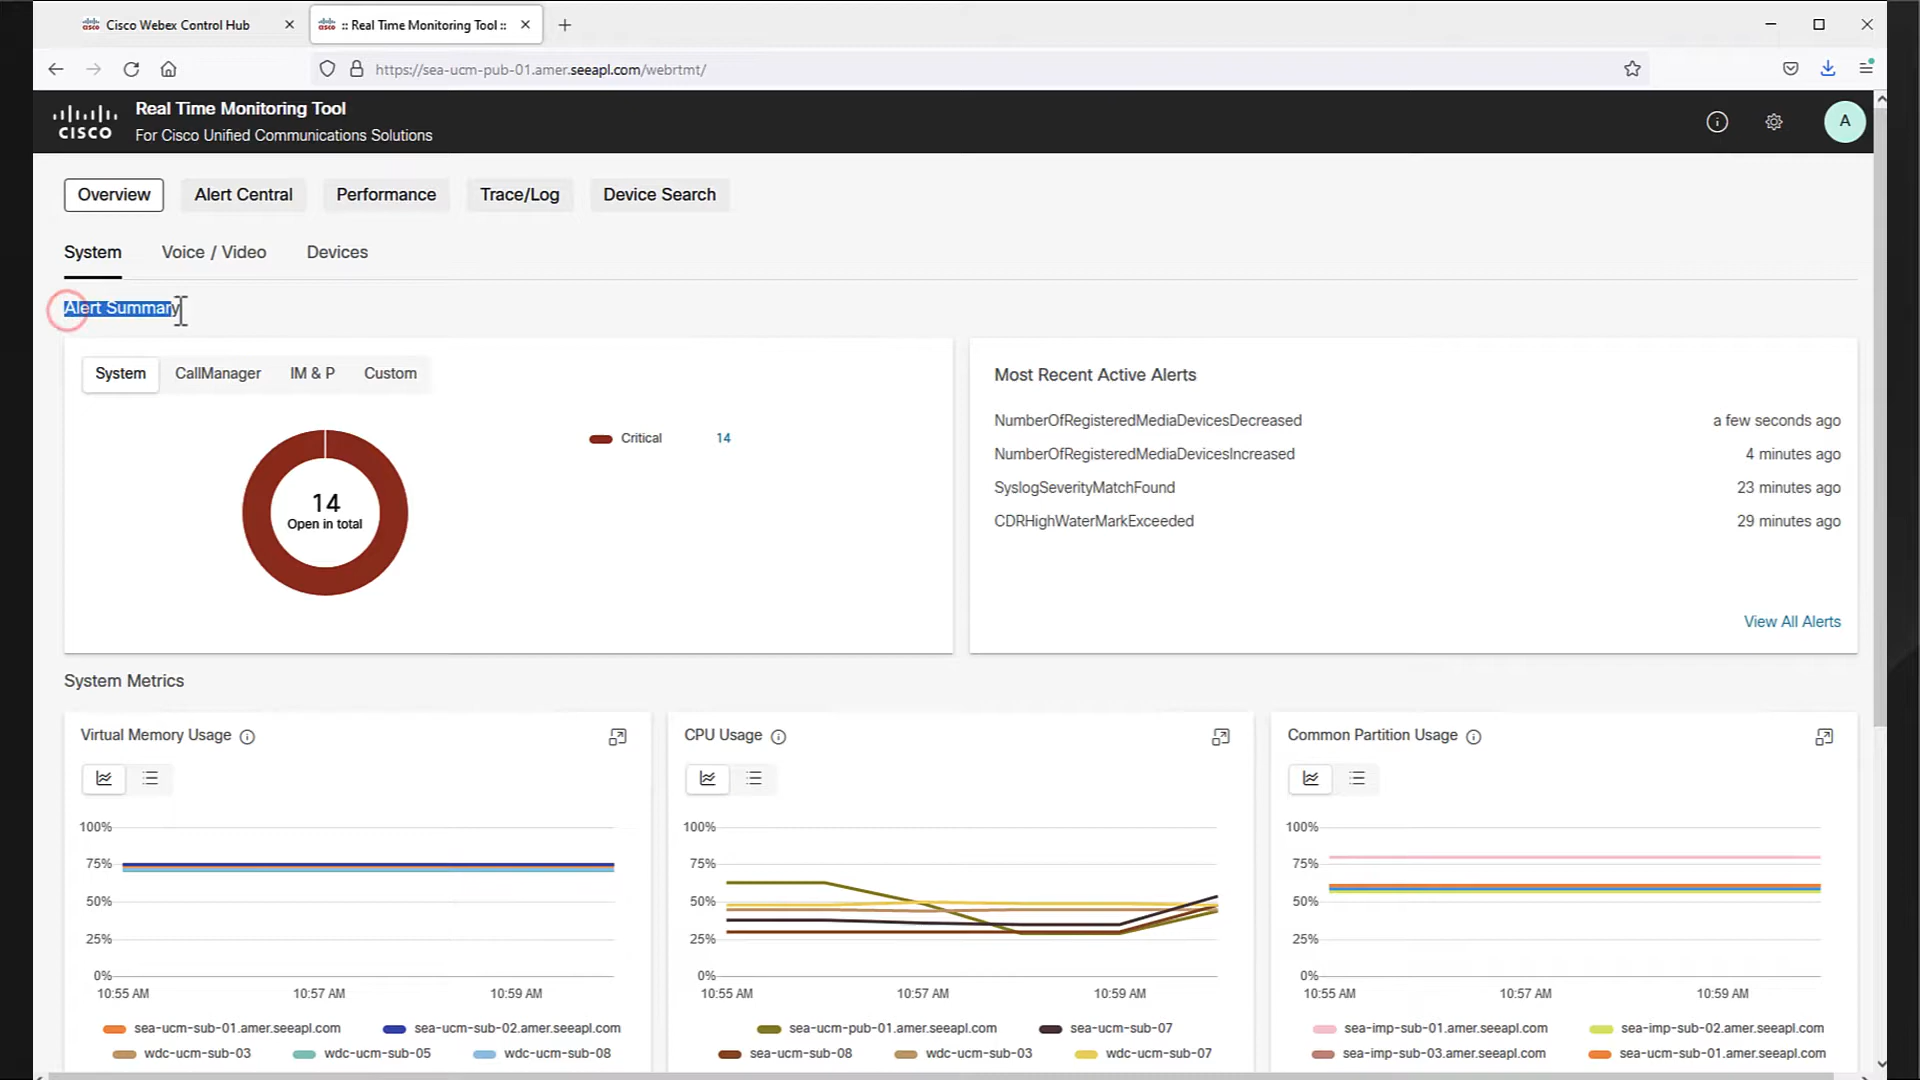 Cisco Webex Control Hub
:: Real Time Monitoring Tool ::
https://sea-ucm-pub-01.amer.seeapl.com/webrtmt/
CISCO
Real Time Monitoring Tool
For Cisco Unified Communications Solutions
A
Overview
Alert Central
Performance
Trace/Log
Device Search
System
Voice / Video
Devices
Alert Summary
System
CallManager
IM & P
Custom
14
Open in total
Critical 14
Most Recent Active Alerts
NumberOfRegisteredMediaDevicesDecreased a few seconds ago
NumberOfRegisteredMediaDevicesIncreased 4 minutes ago
SyslogSeverityMatchFound 23 minutes ago
CDRHighWaterMarkExceeded 29 minutes ago
View All Alerts
System Metrics
Virtual Memory Usage
100%
75%
50%
25%
0%
10:55 AM 10:57 AM 10:59 AM
sea-ucm-sub-01.amer.seeapl.com sea-ucm-sub-02.amer.seeapl.com
wdc-ucm-sub-03 wdc-ucm-sub-05 wdc-ucm-sub-08
CPU Usage
100%
75%
50%
25%
0%
10:55 AM 10:57 AM 10:59 AM
sea-ucm-pub-01.amer.seeapl.com sea-ucm-sub-07
sea-ucm-sub-08 wdc-ucm-sub-03 wdc-ucm-sub-07
Common Partition Usage
100%
75%
50%
25%
0%
10:55 AM 10:57 AM 10:59 AM
sea-imp-sub-01.amer.seeapl.com sea-imp-sub-02.amer.seeapl.com
sea-imp-sub-03.amer.seeapl.com sea-ucm-sub-01.amer.seeapl.com